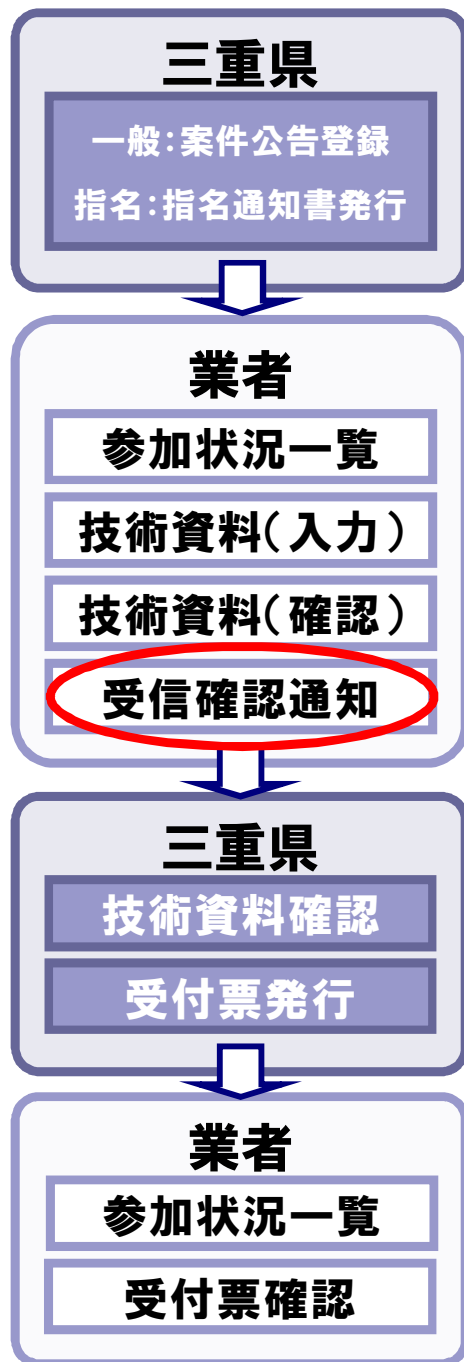 三重県
一般：案件公告登録
指名：指名通知書発行
業者
参加状況一覧
技術資料（入力）
技術資料（確認）
受信確認通知
三重県
技術資料確認
受付票発行
業者
参加状況一覧
受付票確認